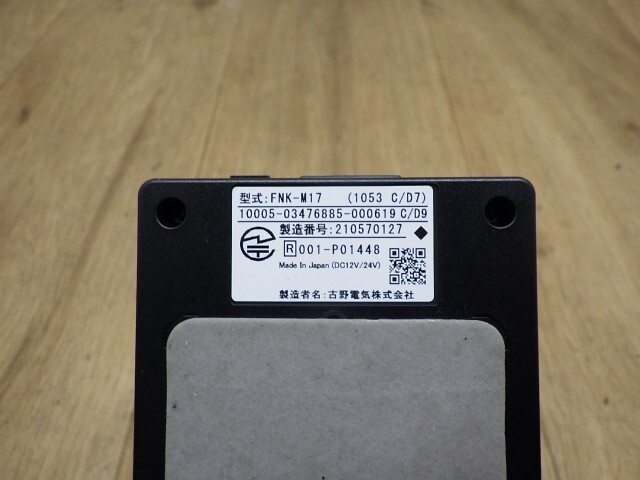 型式:FNK-M17 (1053 C/D7)
10005-03476885-000619 C/D9
製造番号:210570127
R 001-P01448
Made In Japan (DC12V/24V)
製造者名:古野電気株式会社